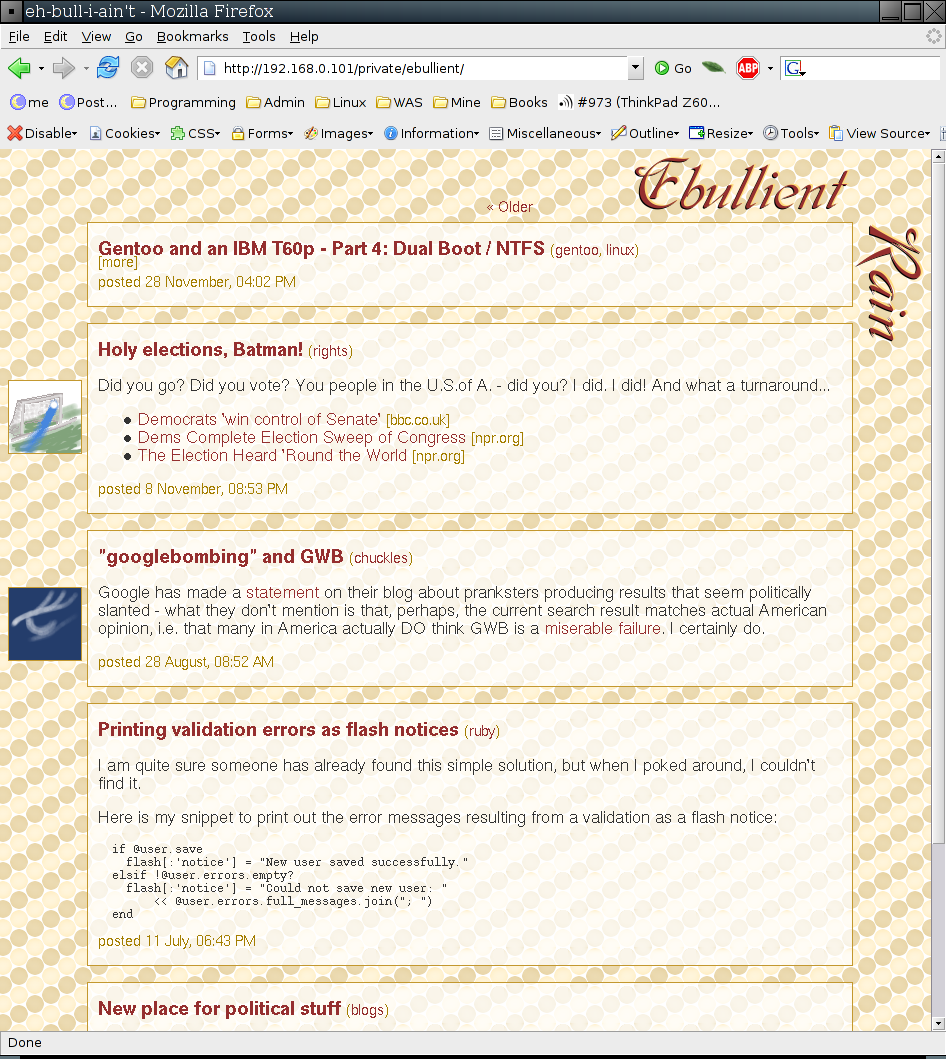 eh-bull-i-ain't - Mozilla Firefox
File Edit View Go Bookmarks Tools Help
http://192.168.0.101/private/ebullient/ Go ABP G
me Post... Programming Admin Linux WAS Mine Books #973 (ThinkPad Z60...
Disable Cookies CSS Forms Images Information Miscellaneous Outline Resize Tools View Source
Ebullient
Rain
« Older
Gentoo and an IBM T60p - Part 4: Dual Boot / NTFS (gentoo, linux)
[more]
posted 28 November, 04:02 PM
Holy elections, Batman! (rights)
Did you go? Did you vote? You people in the U.S.of A. - did you? I did. I did! And what a turnaround...
• Democrats 'win control of Senate' [bbc.co.uk]
• Dems Complete Election Sweep of Congress [npr.org]
• The Election Heard 'Round the World [npr.org]
posted 8 November, 08:53 PM
"googlebombing" and GWB (chuckles)
Google has made a statement on their blog about pranksters producing results that seem politically
slanted - what they don't mention is that, perhaps, the current search result matches actual American
opinion, i.e. that many in America actually DO think GWB is a miserable failure. I certainly do.
posted 28 August, 08:52 AM
Printing validation errors as flash notices (ruby)
I am quite sure someone has already found this simple solution, but when I poked around, I couldn't
find it.
Here is my snippet to print out the error messages resulting from a validation as a flash notice:
if @user.save
  flash[:'notice'] = "New user saved successfully."
elsif !@user.errors.empty?
  flash[:'notice'] = "Could not save new user: "
      << @user.errors.full_messages.join("; ")
end
posted 11 July, 06:43 PM
New place for political stuff (blogs)
Done